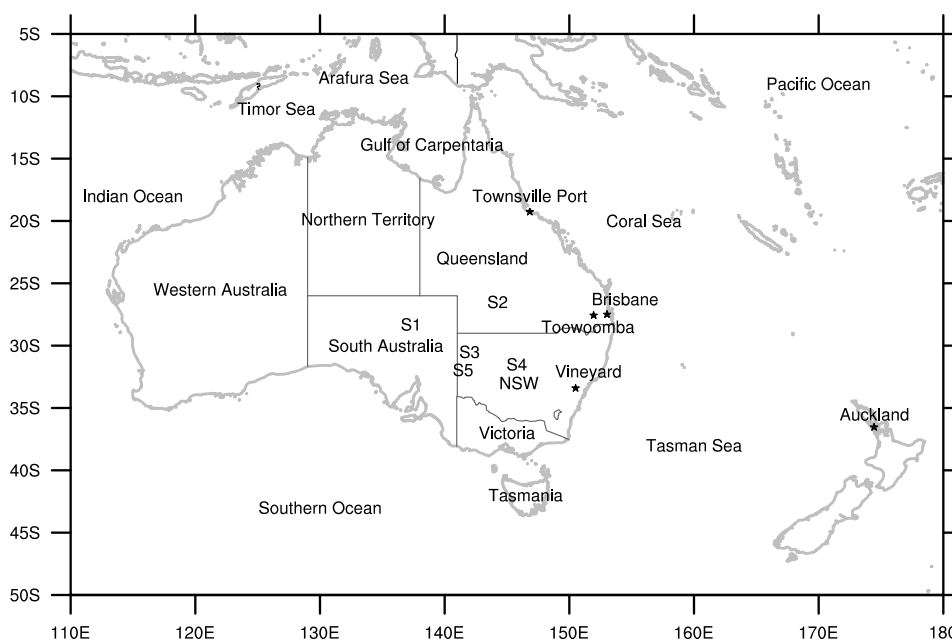 5S
Arafura Sea
Pacific Ocean
10S
Timor Sea
Gulf of Carpentaria
15S
Indian Ocean
Townsville Port
Northern Territory
Coral Sea
20S
Queensland
Western Australia
25S
S2
Brisbane
S1
Toowoomba
South Australia
30S
S3
S5
S4
Vineyard
NSW
35S
Auckland
Victoria
Tasman Sea
40S
Tasmania
Southern Ocean
45S
50S
110E 120E 130E 140E 150E 160E 170E 180